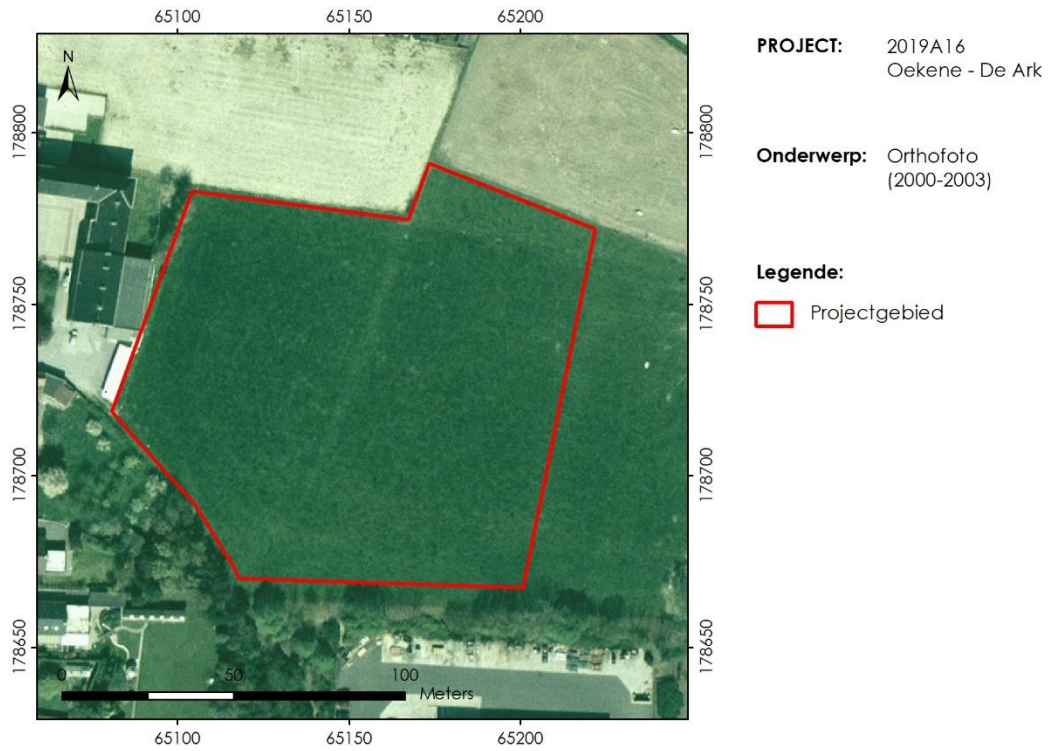 65100 65150 65200
N
178800
178750
178700
178650
178800
178750
178700
178650
0 50 100
Meters
65100 65150 65200
PROJECT: 2019A16
Oekene - De Ark
Onderwerp: Orthofoto
(2000-2003)
Legende:
Projectgebied